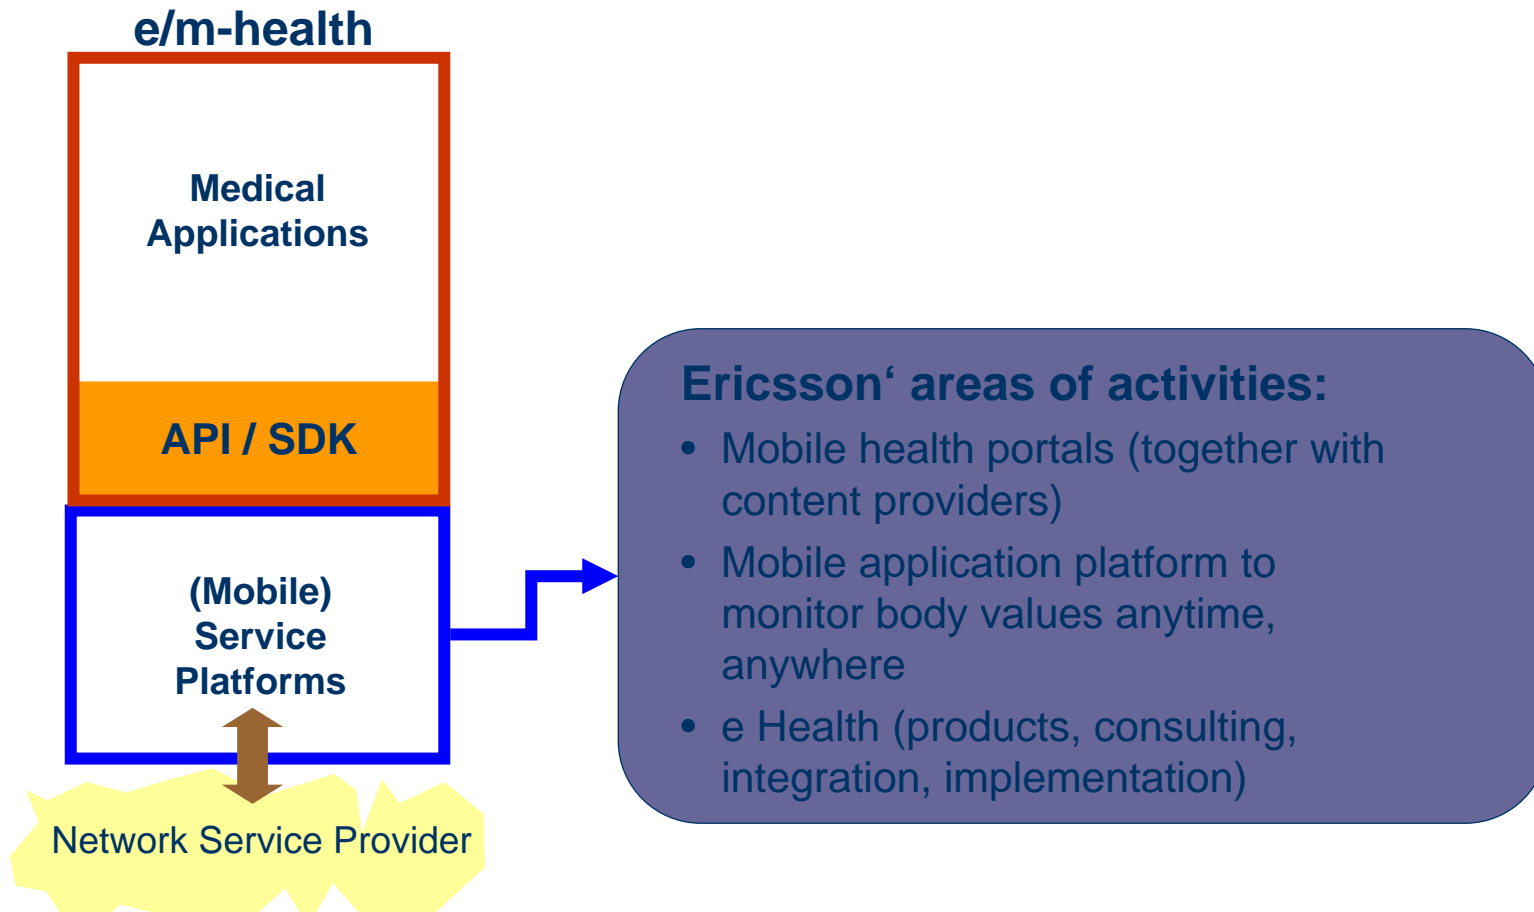 e/m-health
Medical
Applications
API / SDK
(Mobile)
Service
Platforms
Network Service Provider
Ericsson‘ areas of activities:
• Mobile health portals (together with
content providers)
• Mobile application platform to
monitor body values anytime,
anywhere
• e Health (products, consulting,
integration, implementation)